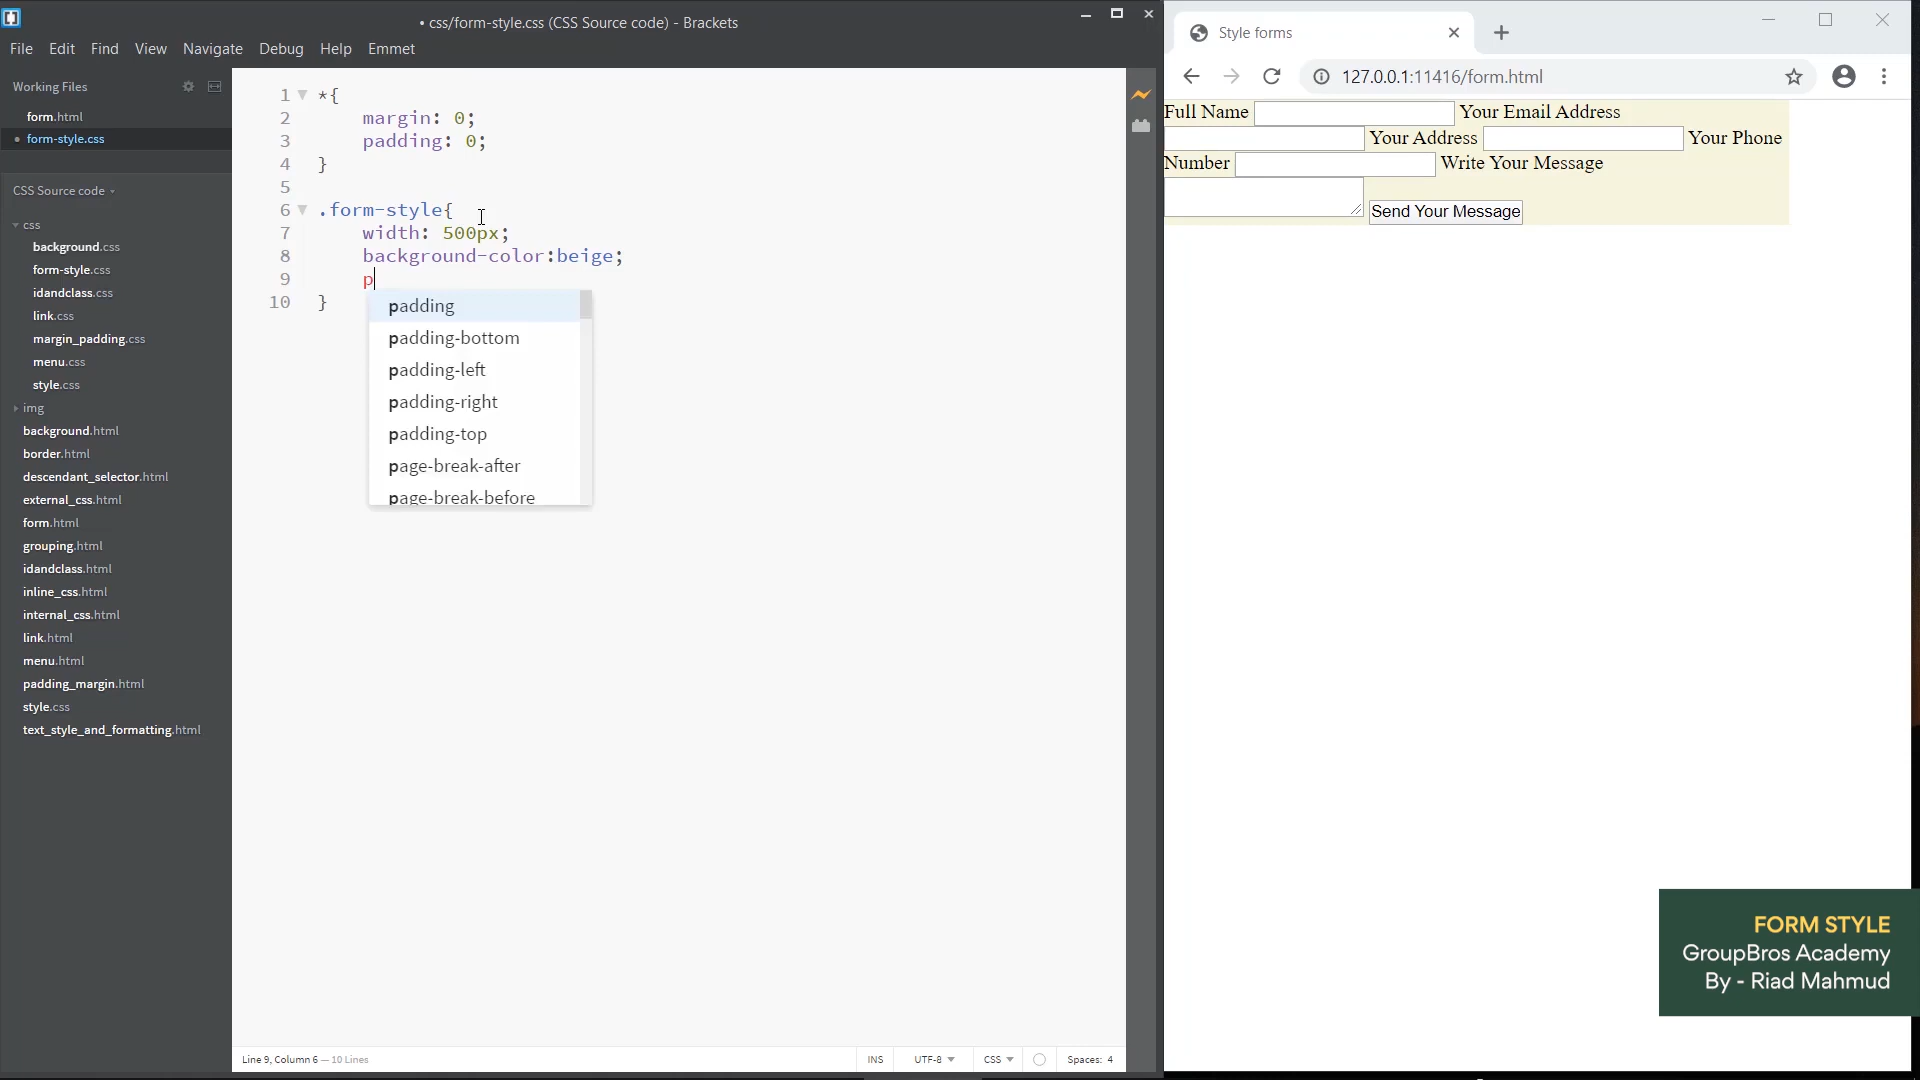 • css/form-style.css (CSS Source code) - Brackets
File Edit Find View Navigate Debug Help Emmet
Working Files
form.html
• form-style.css
CSS Source code
css
background.css
form-style.css
idandclass.css
link.css
margin_padding.css
menu.css
style.css
img
background.html
border.html
descendant_selector.html
external_css.html
form.html
grouping.html
idandclass.html
inline_css.html
internal_css.html
link.html
menu.html
padding_margin.html
style.css
text_style_and_formatting.html
1 *{
2 margin: 0;
3 padding: 0;
4 }
5
6 .form-style{
7 width: 500px;
8 background-color:beige;
9 p
10 }
padding
padding-bottom
padding-left
padding-right
padding-top
page-break-after
page-break-before
Line 9, Column 6 — 10 Lines
INS UTF-8 CSS Spaces: 4
Style forms
127.0.0.1:11416/form.html
Full Name Your Email Address
Your Address Your Phone
Number Write Your Message
Send Your Message
FORM STYLE
GroupBros Academy
By - Riad Mahmud